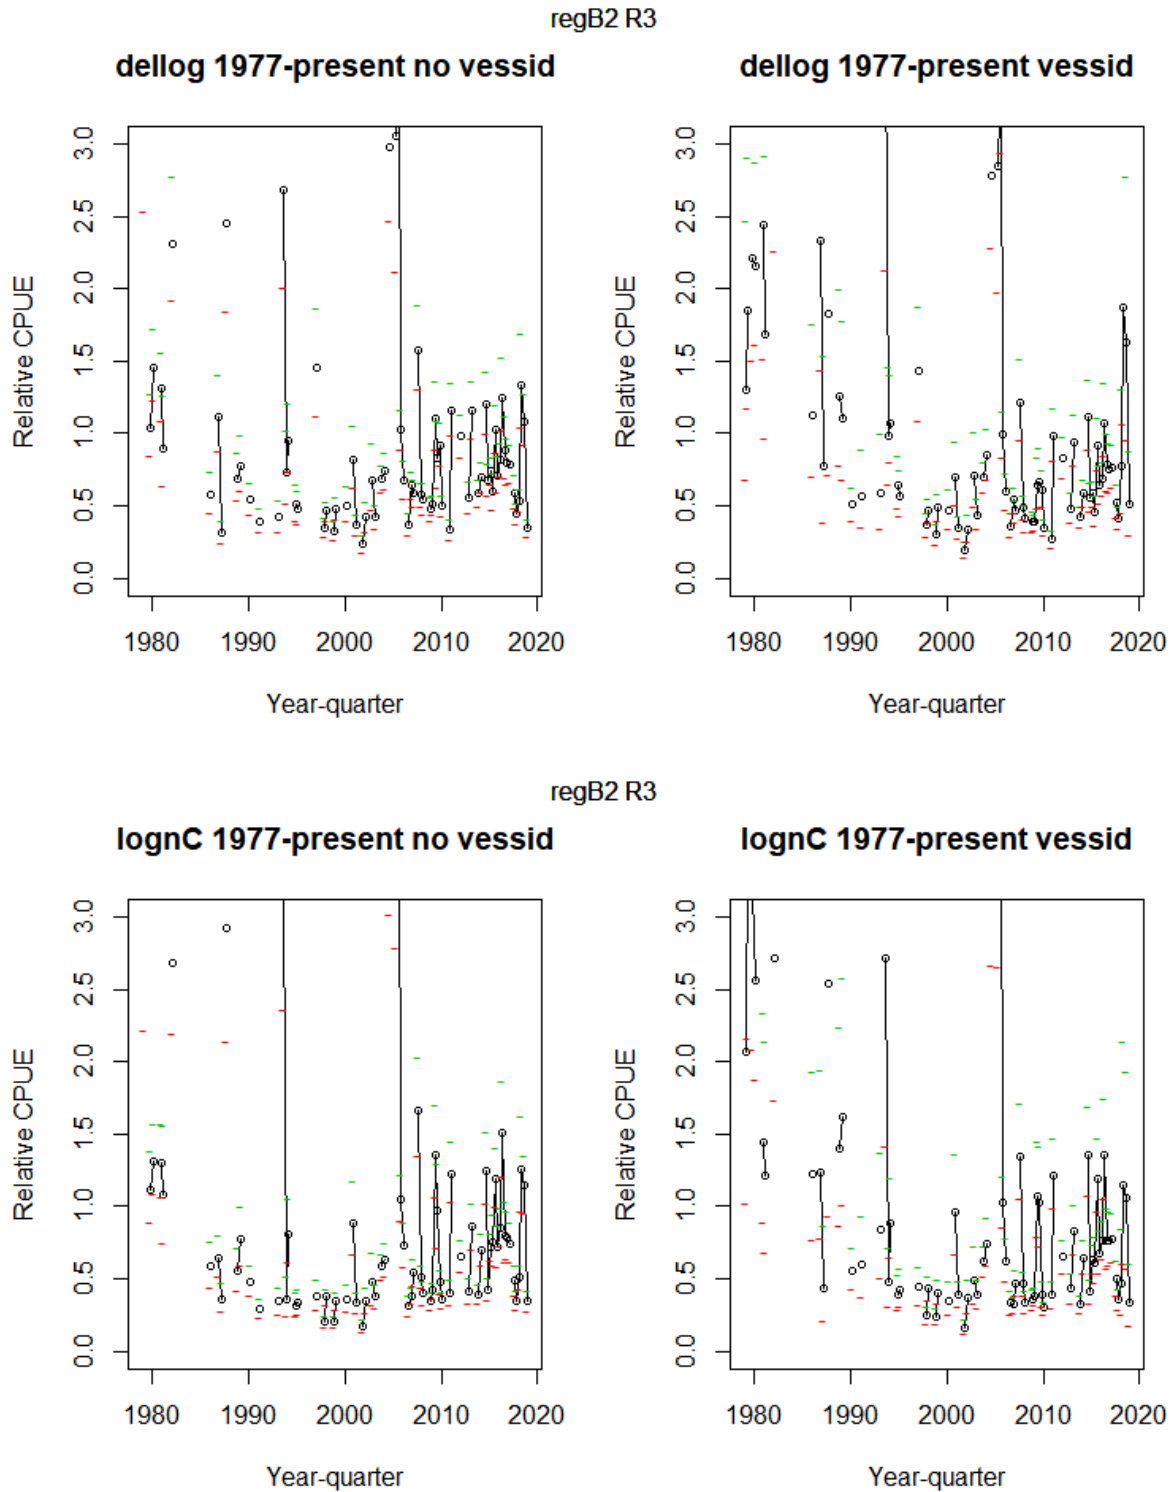 regB2 R3
dellog 1977-present no vessid
dellog 1977-present vessid
Relative CPUE
3.0
2.5
2.0
1.5
1.0
0.5
0.0
1980 1990 2000 2010 2020
Year-quarter
Relative CPUE
3.0
2.5
2.0
1.5
1.0
0.5
0.0
1980 1990 2000 2010 2020
Year-quarter
regB2 R3
lognC 1977-present no vessid
lognC 1977-present vessid
Relative CPUE
3.0
2.5
2.0
1.5
1.0
0.5
0.0
1980 1990 2000 2010 2020
Year-quarter
Relative CPUE
3.0
2.5
2.0
1.5
1.0
0.5
0.0
1980 1990 2000 2010 2020
Year-quarter